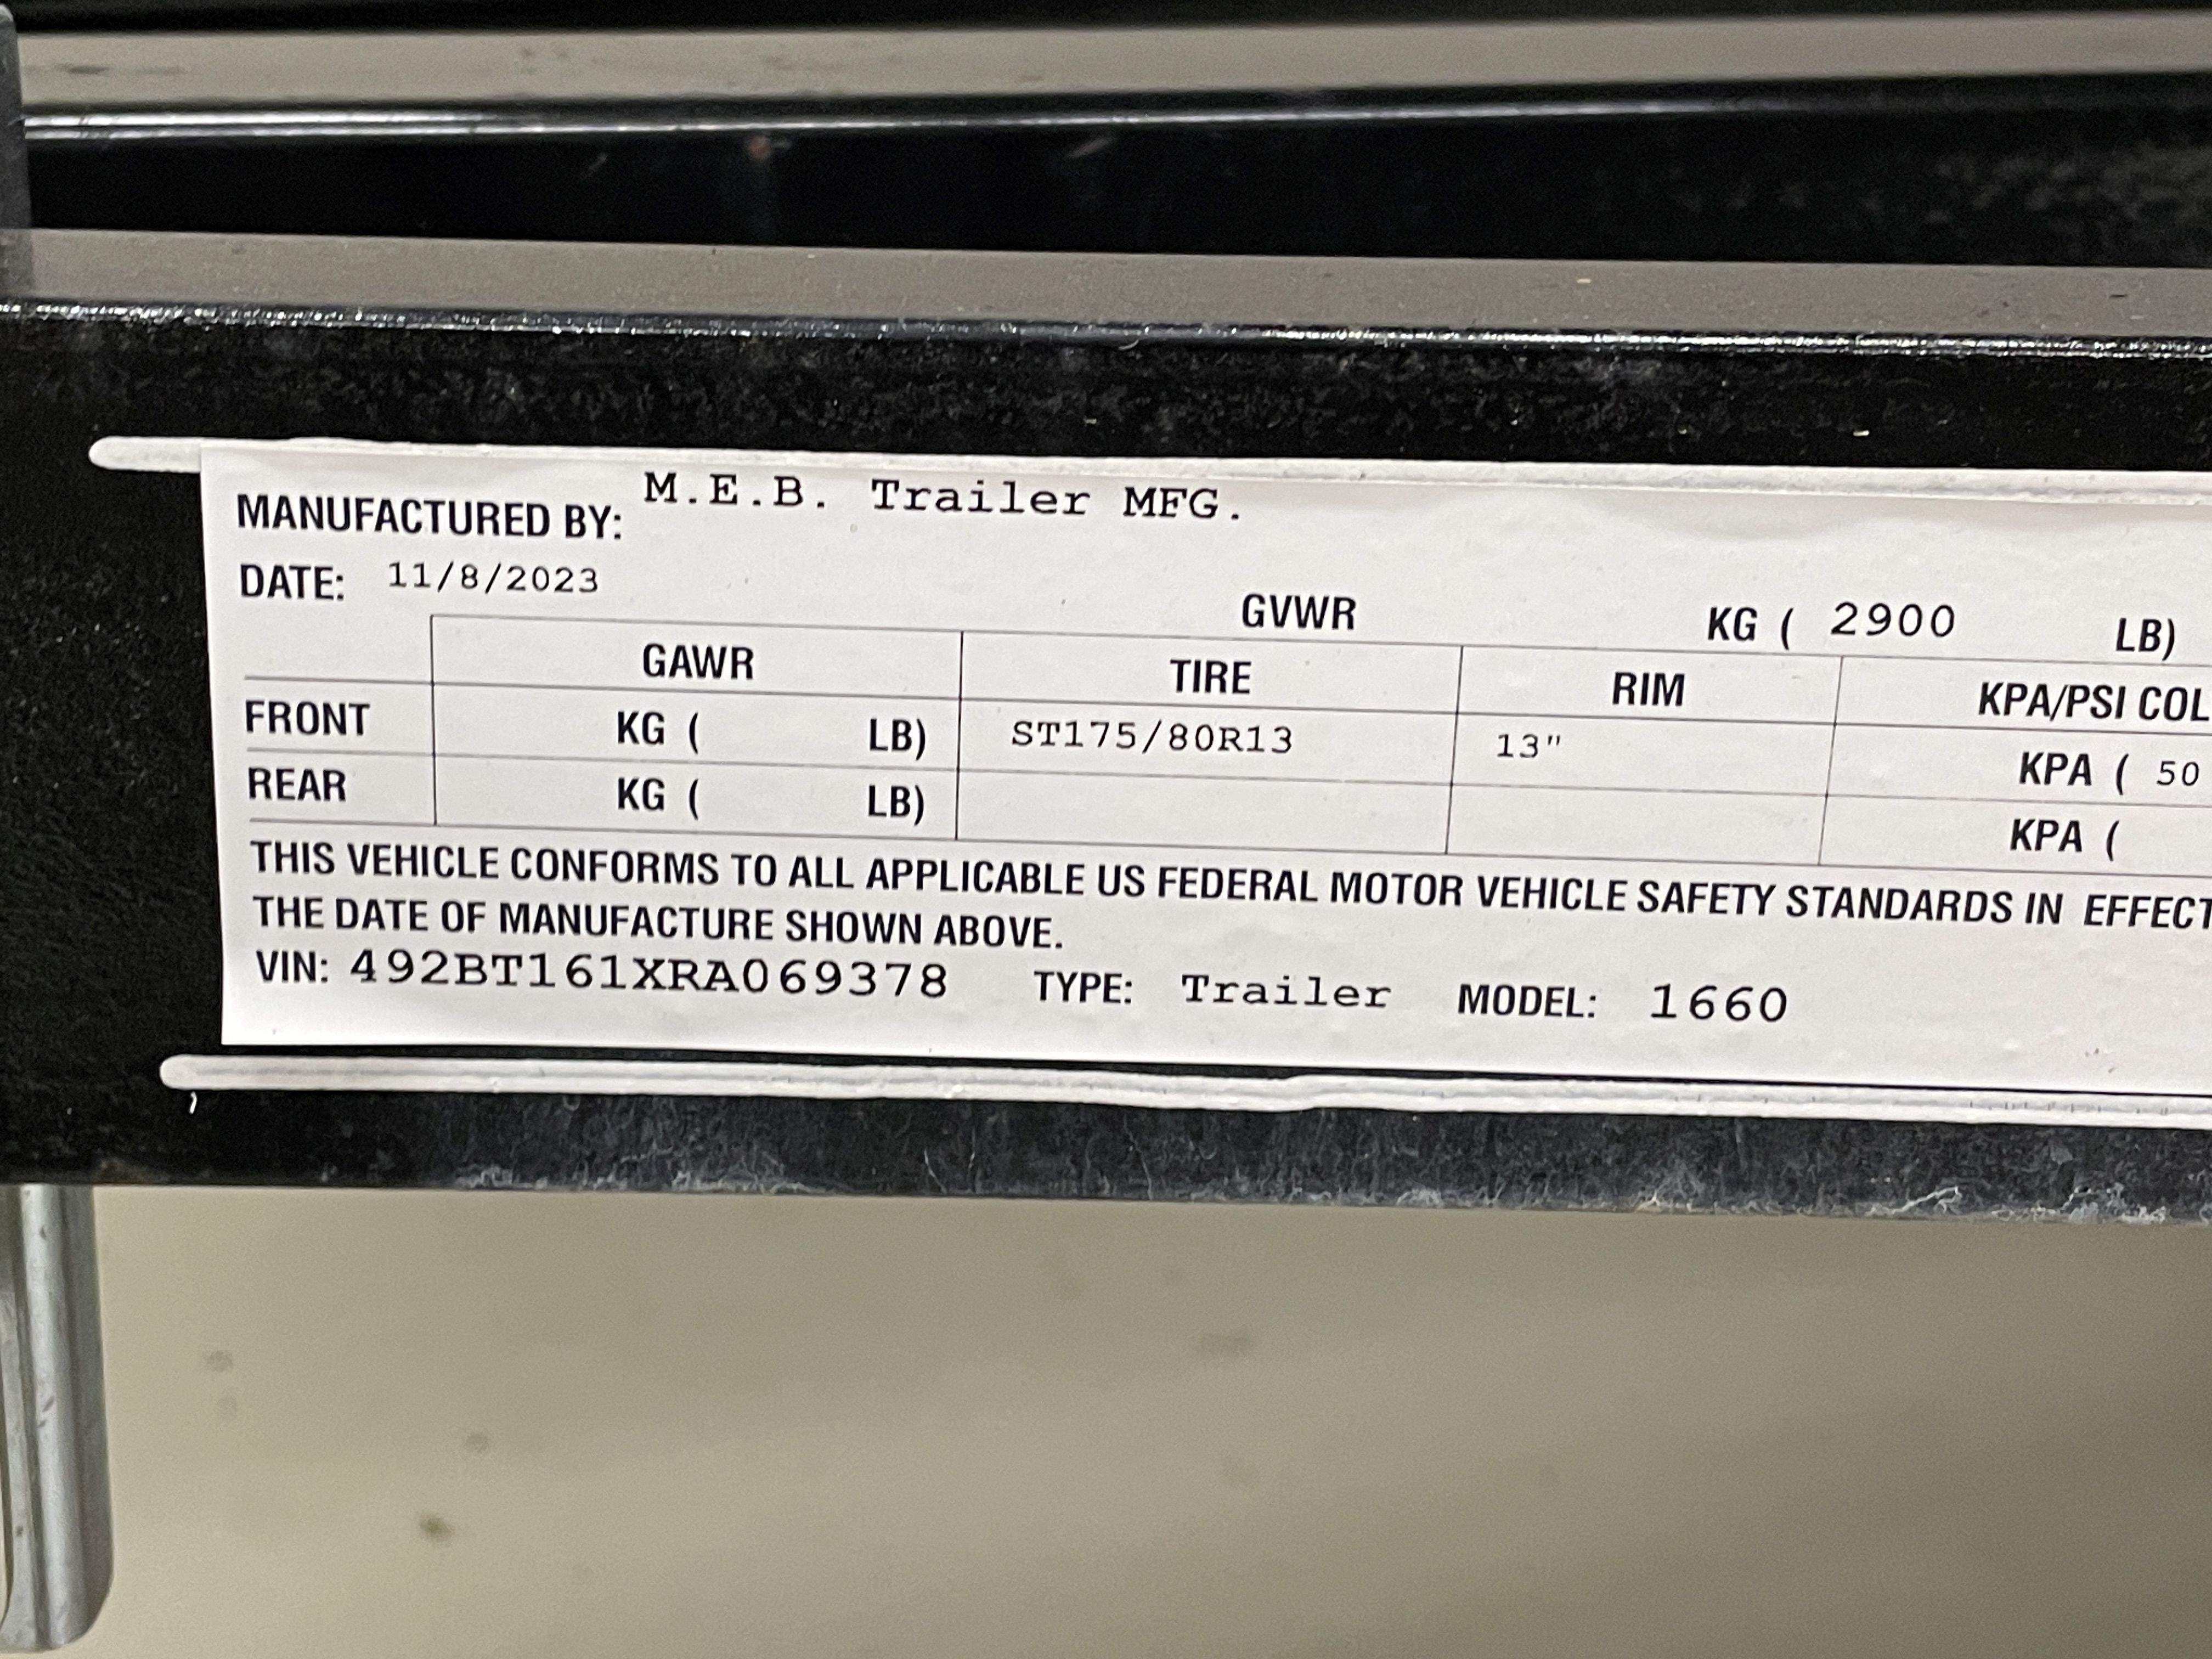 MANUFACTURED BY: M.E.B. Trailer MFG.
DATE: 11/8/2023
GVWR KG ( 2900 LB)
GAWR TIRE RIM KPA/PSI COL
FRONT KG ( LB) ST175/80R13 13" KPA ( 50
REAR KG ( LB) KPA (
THIS VEHICLE CONFORMS TO ALL APPLICABLE US FEDERAL MOTOR VEHICLE SAFETY STANDARDS IN EFFECT
THE DATE OF MANUFACTURE SHOWN ABOVE.
VIN: 492BT161XRA069378 TYPE: Trailer MODEL: 1660